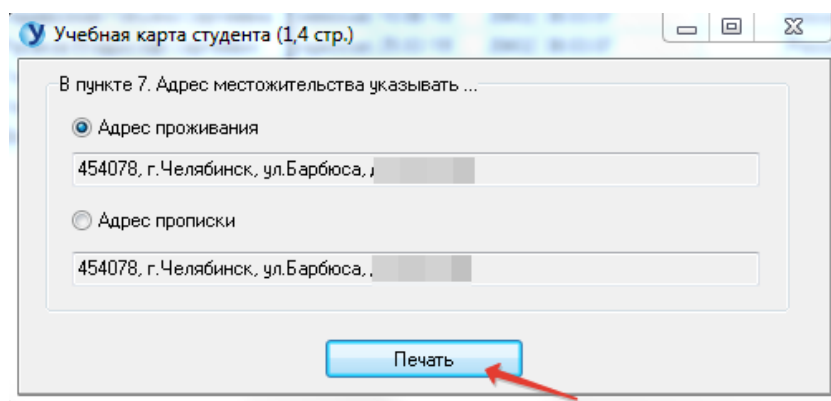 Учебная карта студента (1,4 стр.)
В пункте 7. Адрес местожительства указывать ...
Адрес проживания
454078, г.Челябинск, ул.Барбюса,
Адрес прописки
454078, г.Челябинск, ул.Барбюса,
Печать